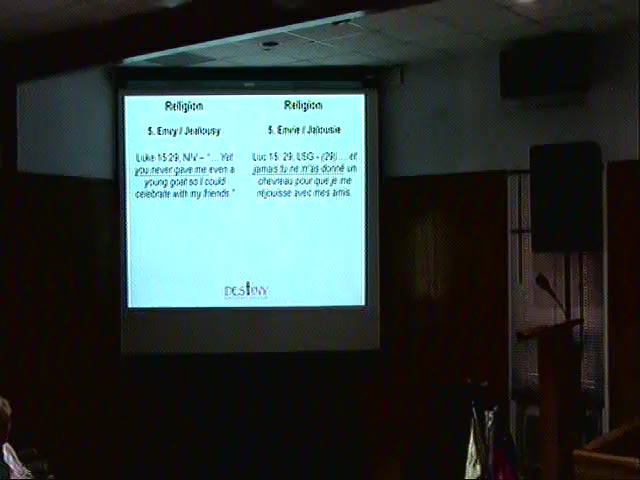 Religion
5. Envy / Jealousy
Luke 15:29, NIV – "... Yet
you never gave me even a
young goat so I could
celebrate with my friends."
Religion
5. Envie / Jalousie
Luc 15: 29, LSG - (29)... et
jamais tu ne m'as donné un
chevreau pour que je me
réjouisse avec mes amis.
DESTINY